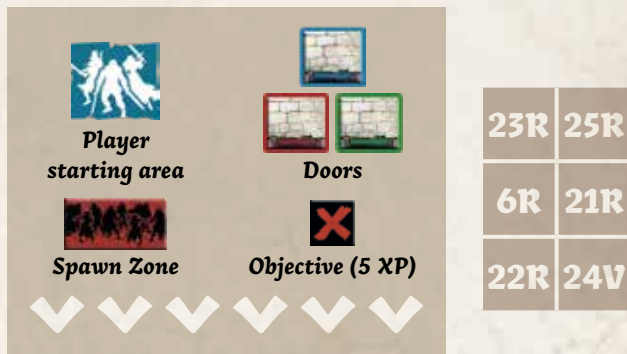 Player
starting area
Doors
Spawn Zone
Objective (5 XP)
23R 25R
6R 21R
22R 24V